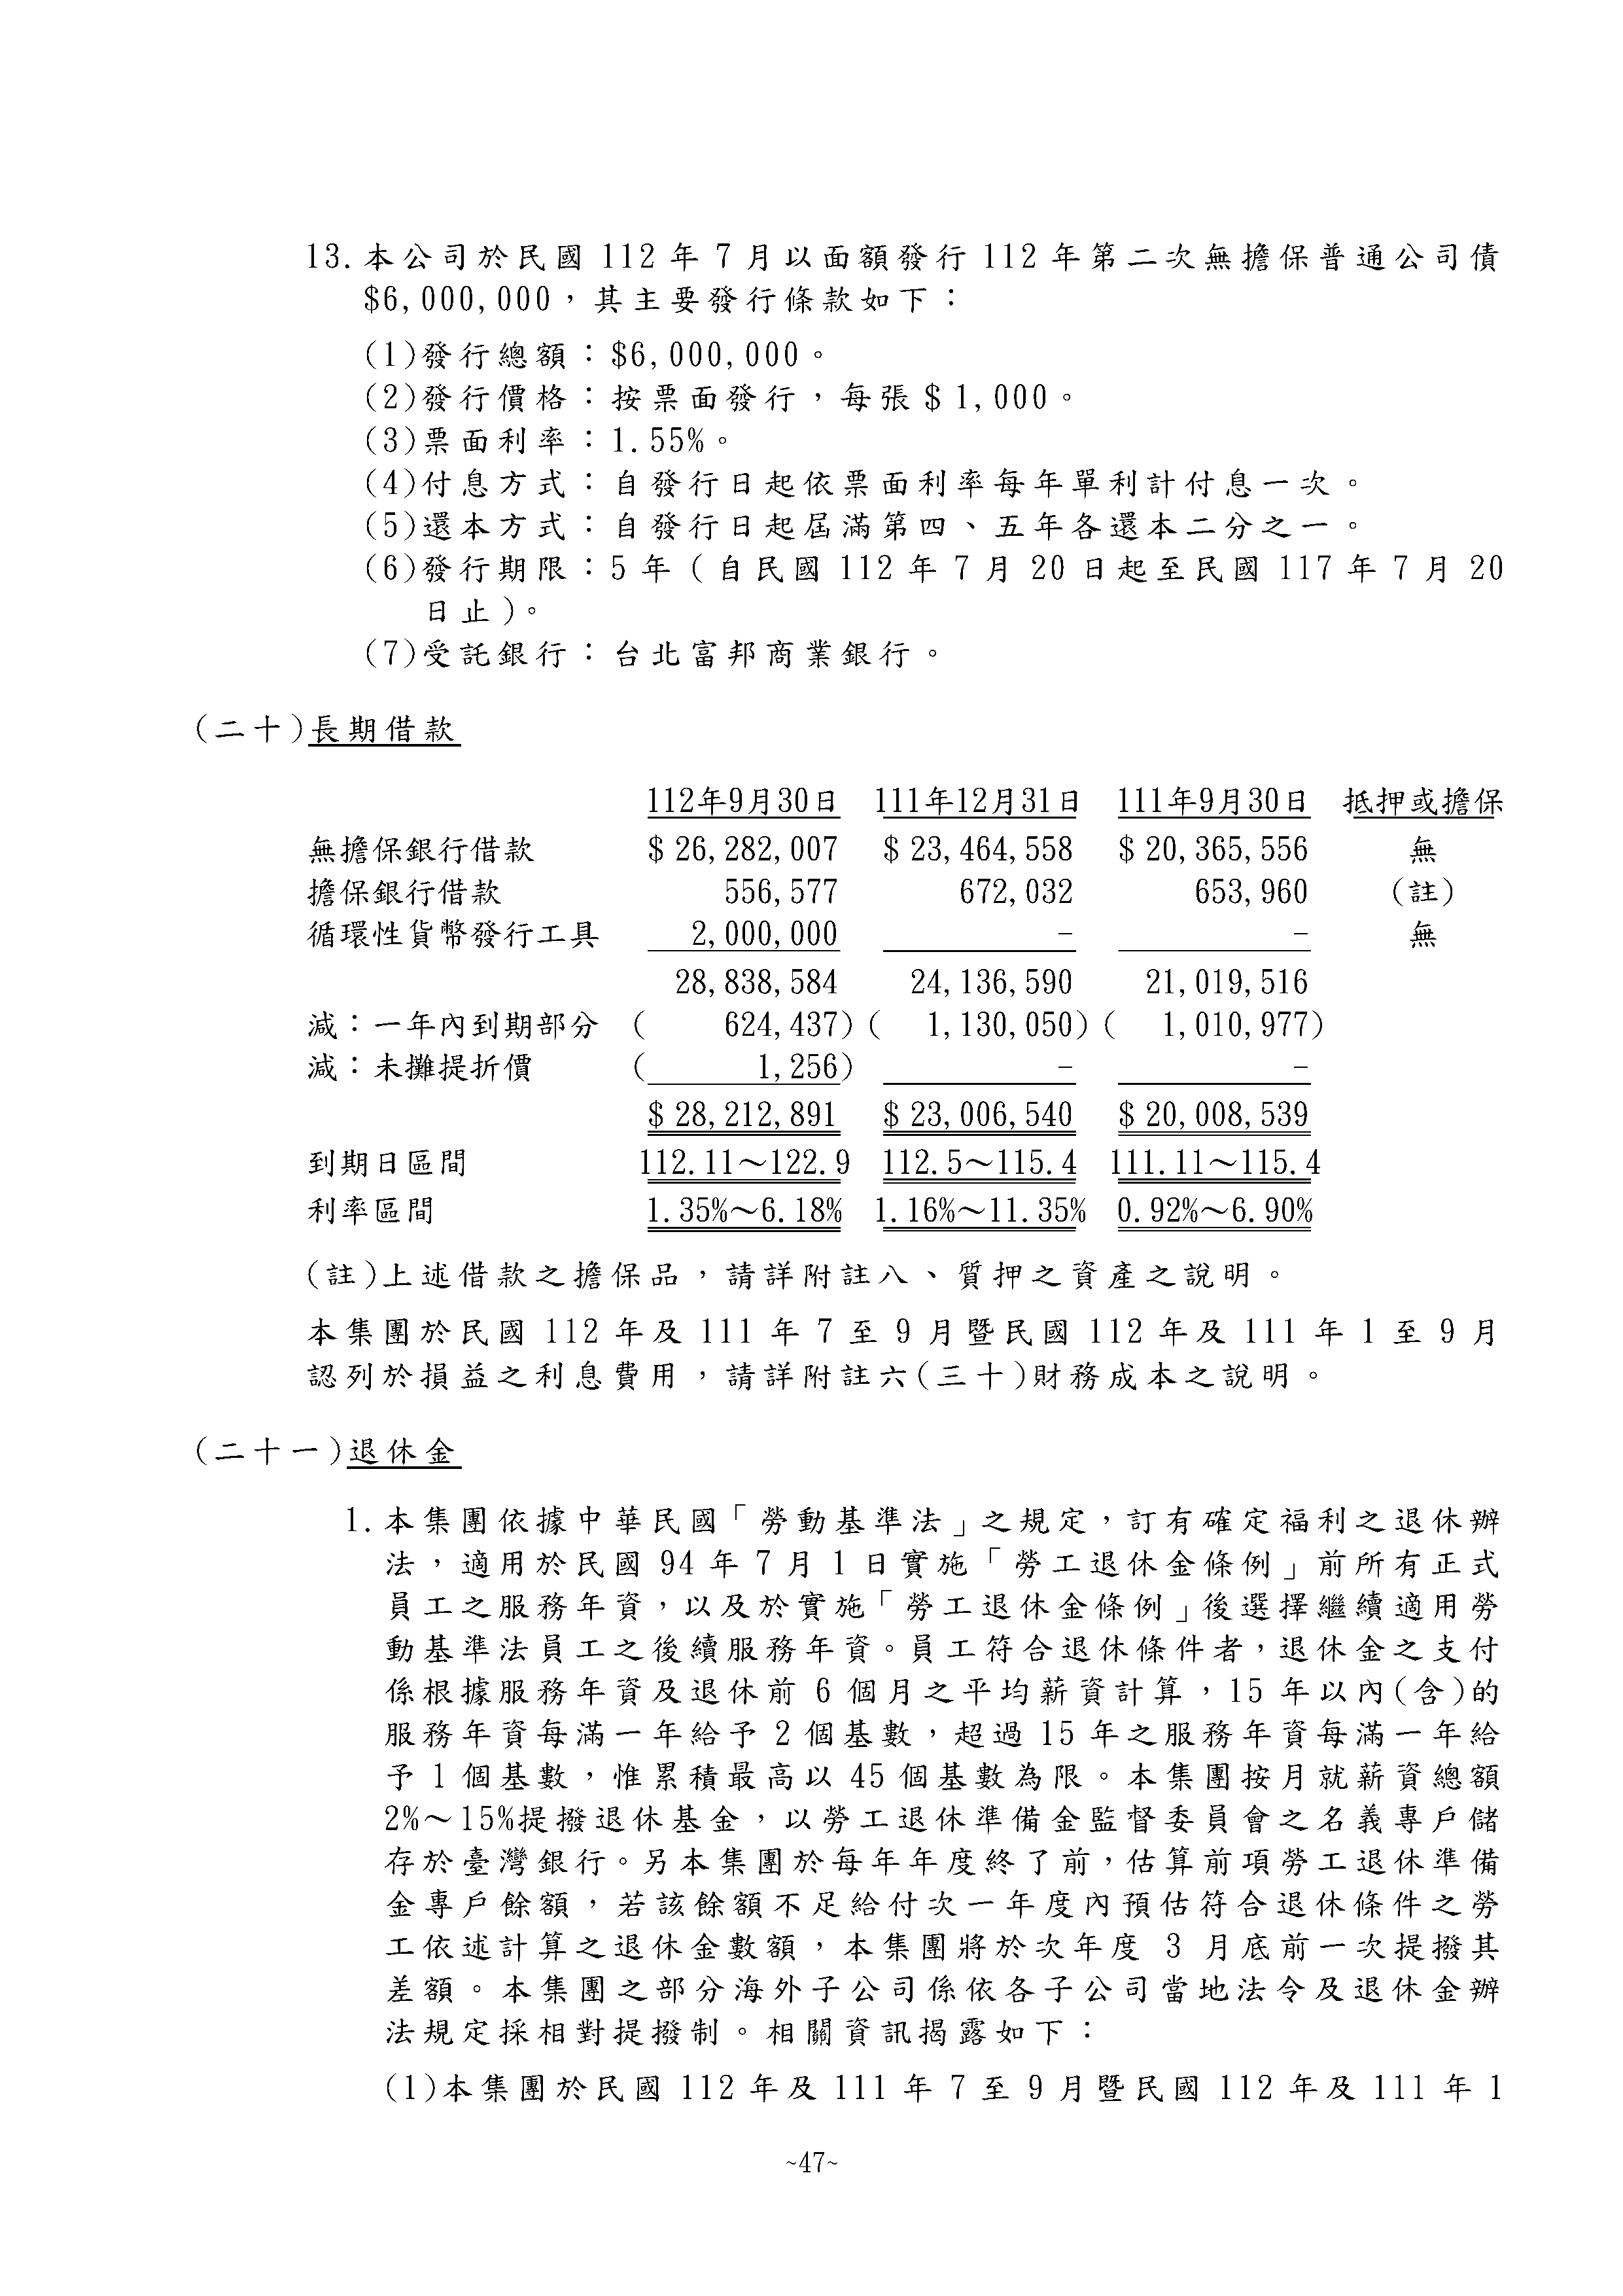 13.本公司於民國 112 年 7 月以面額發行 112 年第二次無擔保普通公司債
$6,000,000，其主要發行條款如下：
(1)發行總額：$6,000,000。
(2)發行價格：按票面發行，每張$1,000。
(3)票面利率：1.55%。
(4)付息方式：自發行日起依票面利率每年單利計付息一次。
(5)還本方式：自發行日起屆滿第四、五年各還本二分之一。
(6)發行期限：5 年(自民國 112 年 7 月 20 日起至民國 117 年 7 月 20
日止)。
(7)受託銀行：台北富邦商業銀行。
(二十)長期借款
112年9月30日 111年12月31日 111年9月30日 抵押或擔保
無擔保銀行借款 $ 26,282,007 $ 23,464,558 $ 20,365,556 無
擔保銀行借款 556,577 672,032 653,960 (註)
循環性貨幣發行工具 2,000,000 - - 無
28,838,584 24,136,590 21,019,516
減：一年內到期部分 ( 624,437) ( 1,130,050) ( 1,010,977)
減：未攤提折價 ( 1,256) - -
$ 28,212,891 $ 23,006,540 $ 20,008,539
到期日區間 112.11～122.9 112.5～115.4 111.11～115.4
利率區間 1.35%～6.18% 1.16%～11.35% 0.92%～6.90%
(註)上述借款之擔保品，請詳附註八、質押之資產之說明。
本集團於民國 112 年及 111 年 7 至 9 月暨民國 112 年及 111 年 1 至 9 月
認列於損益之利息費用，請詳附註六(三十)財務成本之說明。
(二十一)退休金
1.本集團依據中華民國「勞動基準法」之規定，訂有確定福利之退休辦
法，適用於民國 94 年 7 月 1 日實施「勞工退休金條例」前所有正式
員工之服務年資，以及於實施「勞工退休金條例」後選擇繼續適用勞
動基準法員工之後續服務年資。員工符合退休條件者，退休金之支付
係根據服務年資及退休前 6 個月之平均薪資計算，15 年以內(含)的
服務年資每滿一年給予 2 個基數，超過 15 年之服務年資每滿一年給
予 1 個基數，惟累積最高以 45 個基數為限。本集團按月就薪資總額
2%～15%提撥退休基金，以勞工退休準備金監督委員會之名義專戶儲
存於臺灣銀行。另本集團於每年年度終了前，估算前項勞工退休準備
金專戶餘額，若該餘額不足給付次一年度內預估符合退休條件之勞
工依述計算之退休金數額，本集團將於次年度 3 月底前一次提撥其
差額。本集團之部分海外子公司係依各子公司當地法令及退休金辦
法規定採相對提撥制。相關資訊揭露如下：
(1)本集團於民國 112 年及 111 年 7 至 9 月暨民國 112 年及 111 年 1
~47~